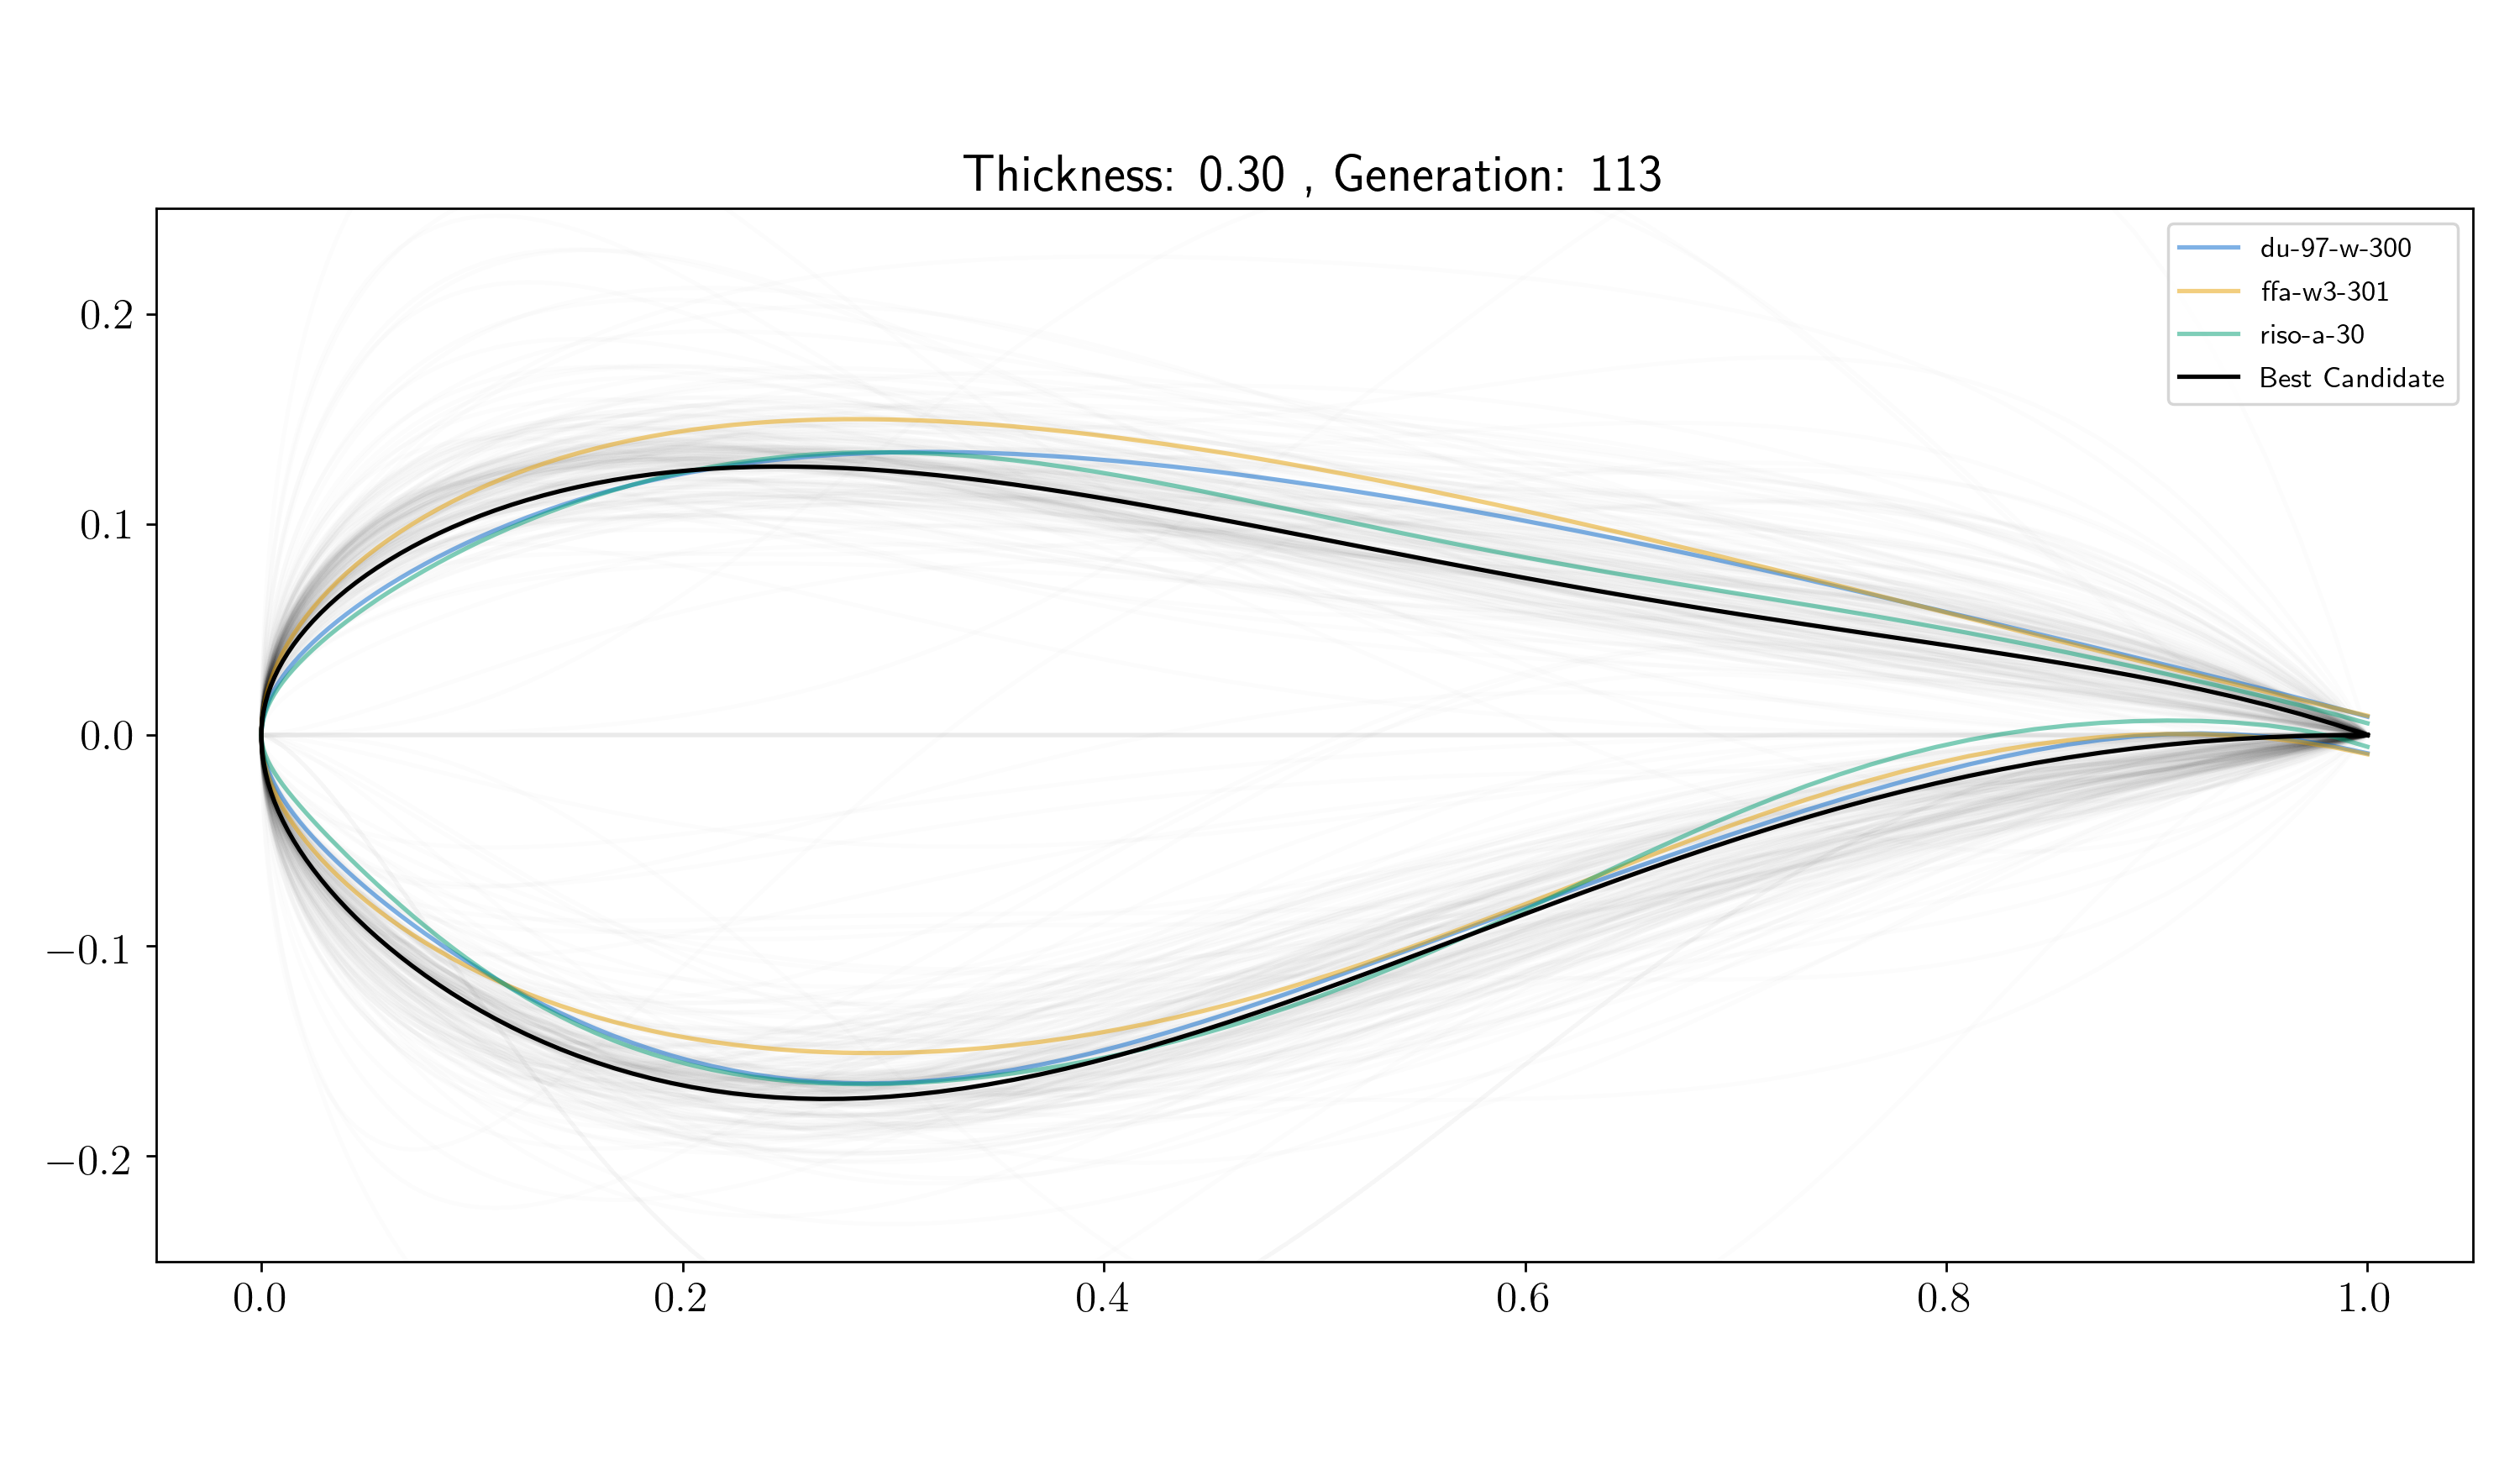 Thickness: 0.30 , Generation: 113
du-97-w-300
ffa-w3-301
riso-a-30
Best Candidate
0.2
0.1
0.0
−0.1
−0.2
0.0 0.2 0.4 0.6 0.8 1.0